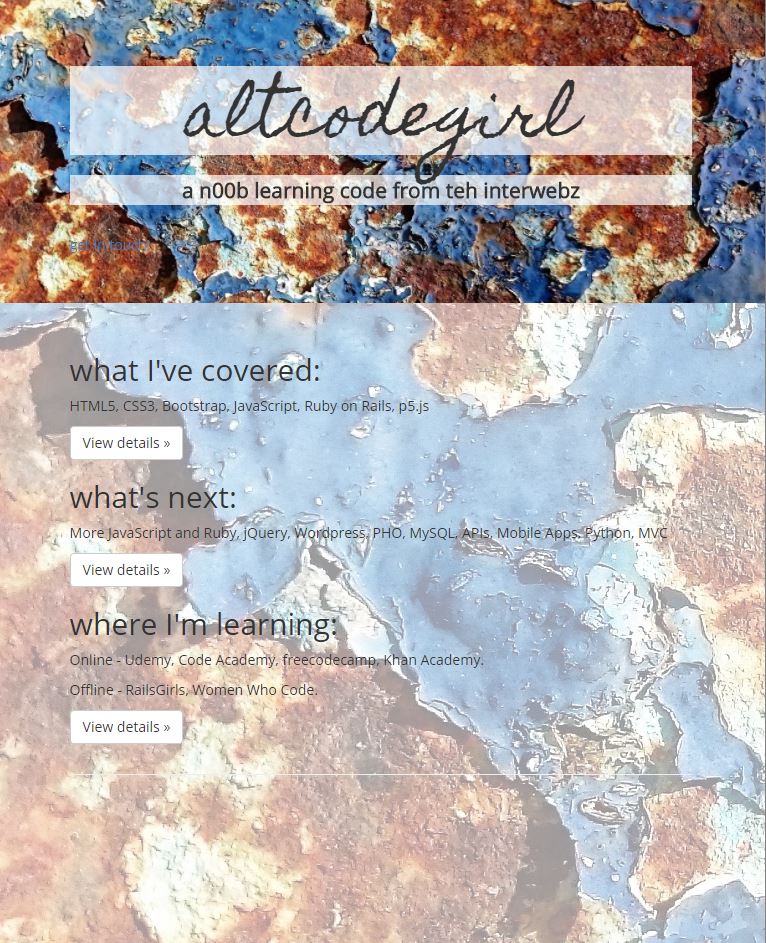 altcodegirl
a n00b learning code from teh interwebz
get in touch!
what I've covered:
HTML5, CSS3, Bootstrap, JavaScript, Ruby on Rails, p5.js
View details »
what's next:
More JavaScript and Ruby, jQuery, Wordpress, PHO, MySQL, APIs, Mobile Apps. Python, MVC
View details »
where I'm learning:
Online - Udemy, Code Academy, freecodecamp, Khan Academy.
Offline - RailsGirls, Women Who Code.
View details »